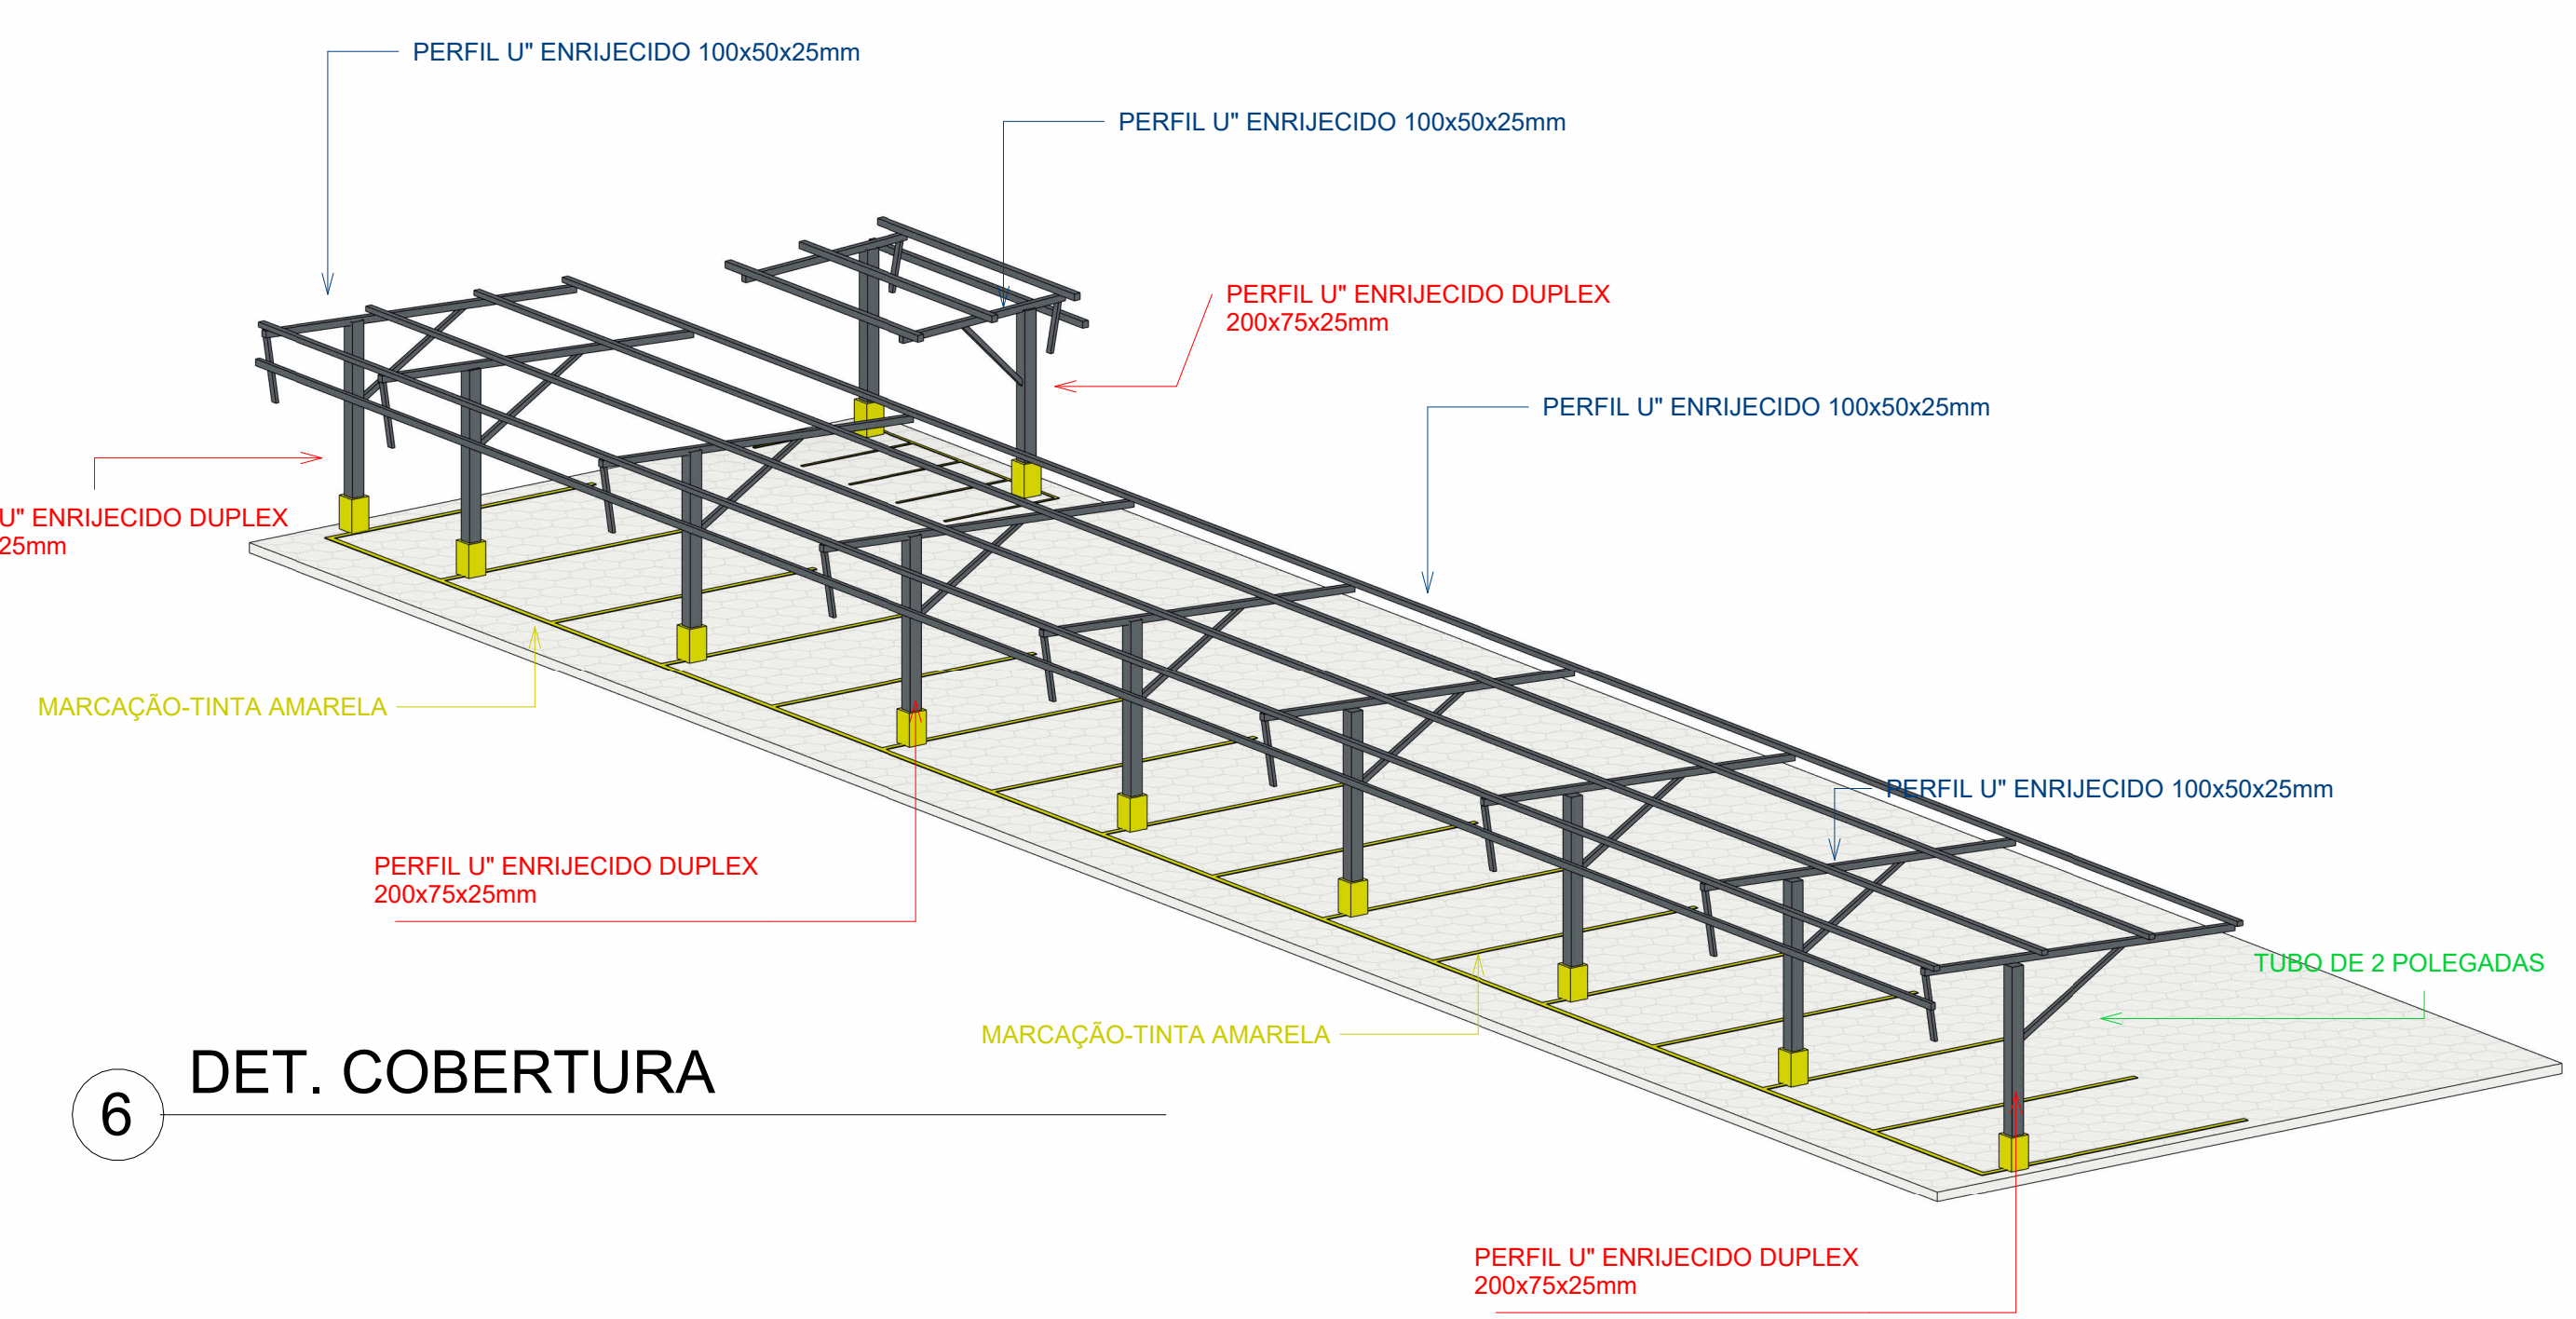 PERFIL U" ENRIJECIDO 100x50x25mm
PERFIL U" ENRIJECIDO 100x50x25mm
PERFIL U" ENRIJECIDO DUPLEX
200x75x25mm
PERFIL U" ENRIJECIDO 100x50x25mm
U" ENRIJECIDO DUPLEX
25mm
MARCAÇÃO-TINTA AMARELA
PERFIL U" ENRIJECIDO 100x50x25mm
PERFIL U" ENRIJECIDO DUPLEX
200x75x25mm
TUBO DE 2 POLEGADAS
MARCAÇÃO-TINTA AMARELA
6
DET. COBERTURA
PERFIL U" ENRIJECIDO DUPLEX
200x75x25mm